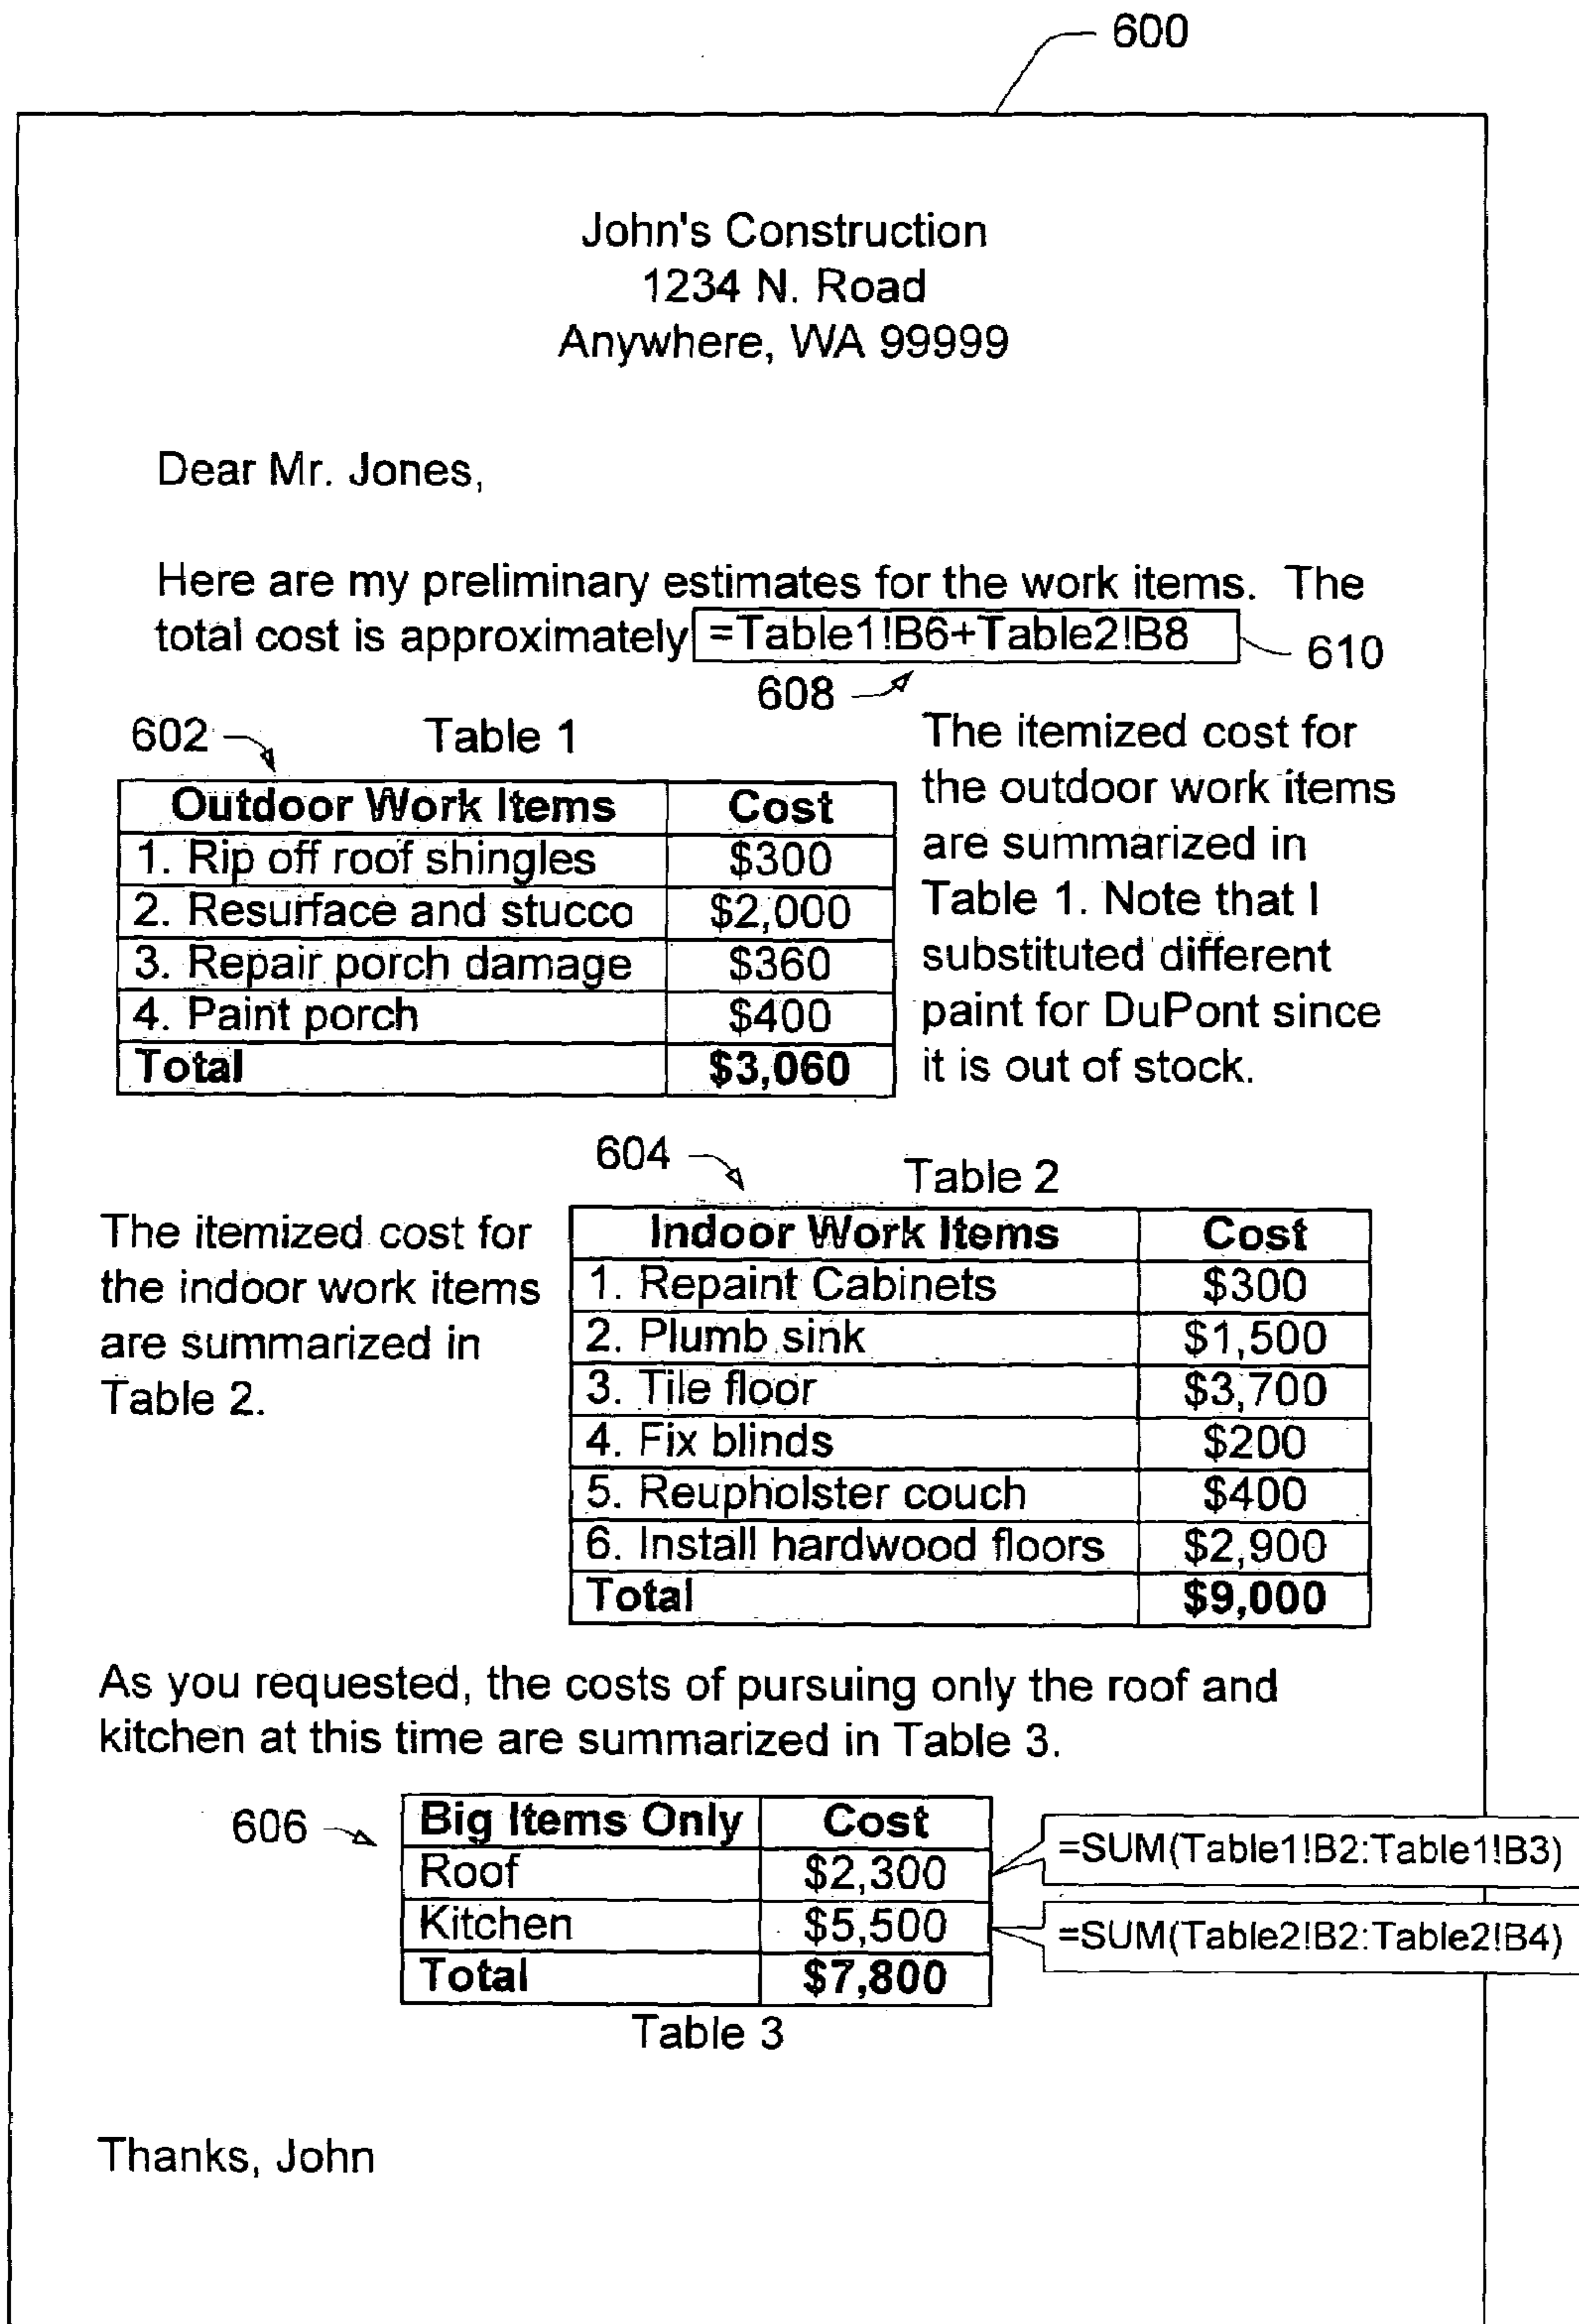 600
John's Construction
1234 N. Road
Anywhere, WA 99999
Dear Mr. Jones,
Here are my preliminary estimates for the work items. The
total cost is approximately =Table1!B6+Table2!B8 610
608
602 Table 1
Outdoor Work Items Cost
1. Rip off roof shingles $300
2. Resurface and stucco $2,000
3. Repair porch damage $360
4. Paint porch $400
Total $3,060
The itemized cost for
the outdoor work items
are summarized in
Table 1. Note that I
substituted different
paint for DuPont since
it is out of stock.
604 Table 2
The itemized cost for
the indoor work items
are summarized in
Table 2.
Indoor Work Items Cost
1. Repaint Cabinets $300
2. Plumb sink $1,500
3. Tile floor $3,700
4. Fix blinds $200
5. Reupholster couch $400
6. Install hardwood floors $2,900
Total $9,000
As you requested, the costs of pursuing only the roof and
kitchen at this time are summarized in Table 3.
606
Big Items Only Cost
Roof $2,300 =SUM(Table1!B2:Table1!B3)
Kitchen $5,500 =SUM(Table2!B2:Table2!B4)
Total $7,800
Table 3
Thanks, John